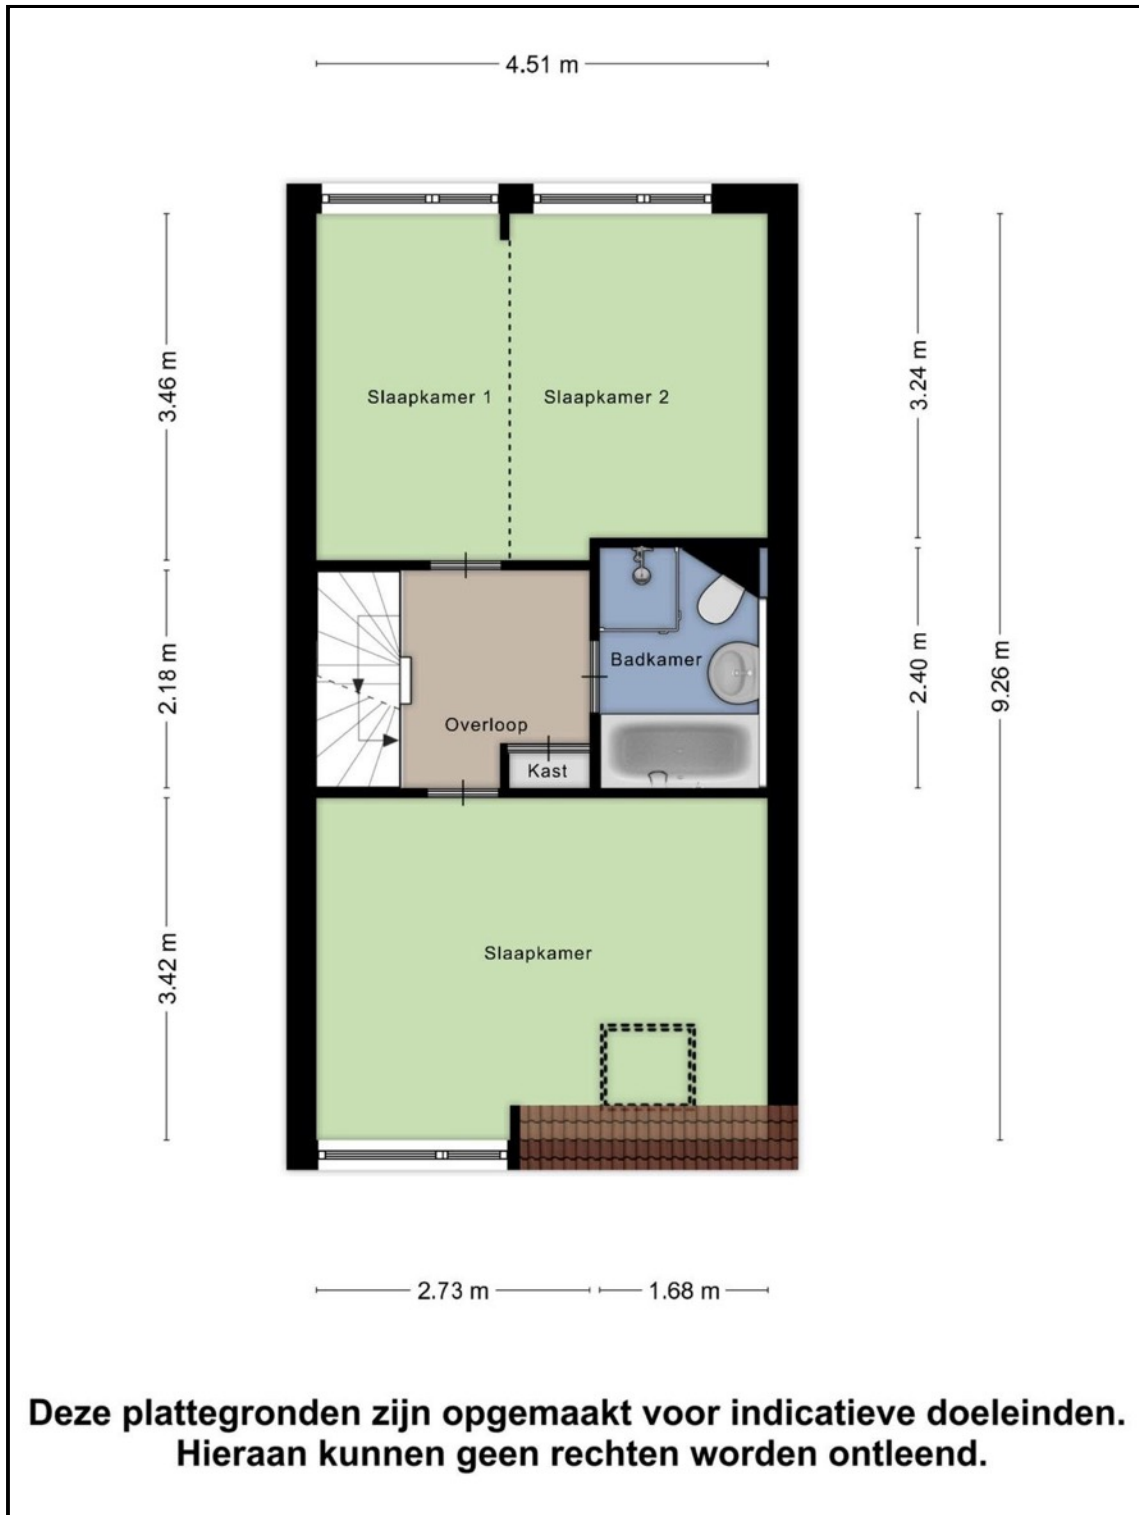 4.51 m
3.46 m
3.24 m
Slaapkamer 1
Slaapkamer 2
2.18 m
2.40 m
9.26 m
Badkamer
Overloop
Kast
3.42 m
Slaapkamer
2.73 m
1.68 m
Deze plattegronden zijn opgemaakt voor indicatieve doeleinden.
Hieraan kunnen geen rechten worden ontleend.